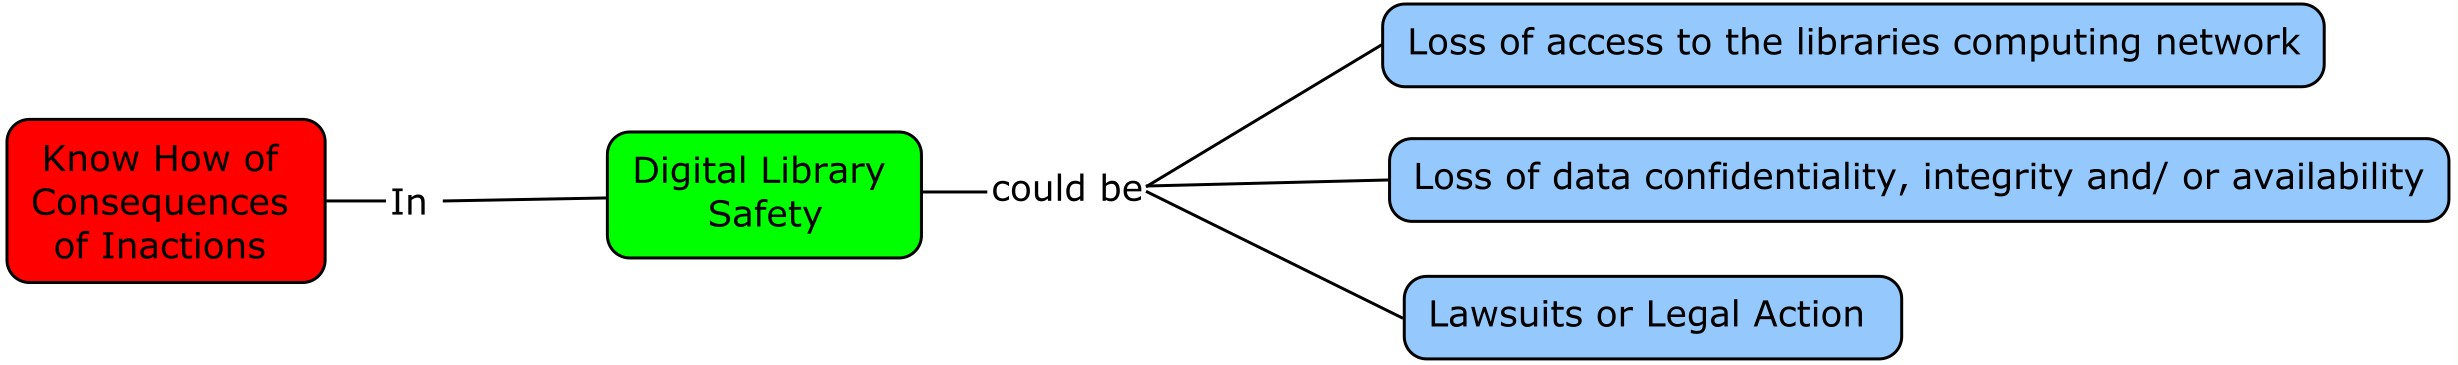 Know How of
Consequences
of Inactions
In
Digital Library
Safety
could be
Loss of access to the libraries computing network
Loss of data confidentiality, integrity and/ or availability
Lawsuits or Legal Action